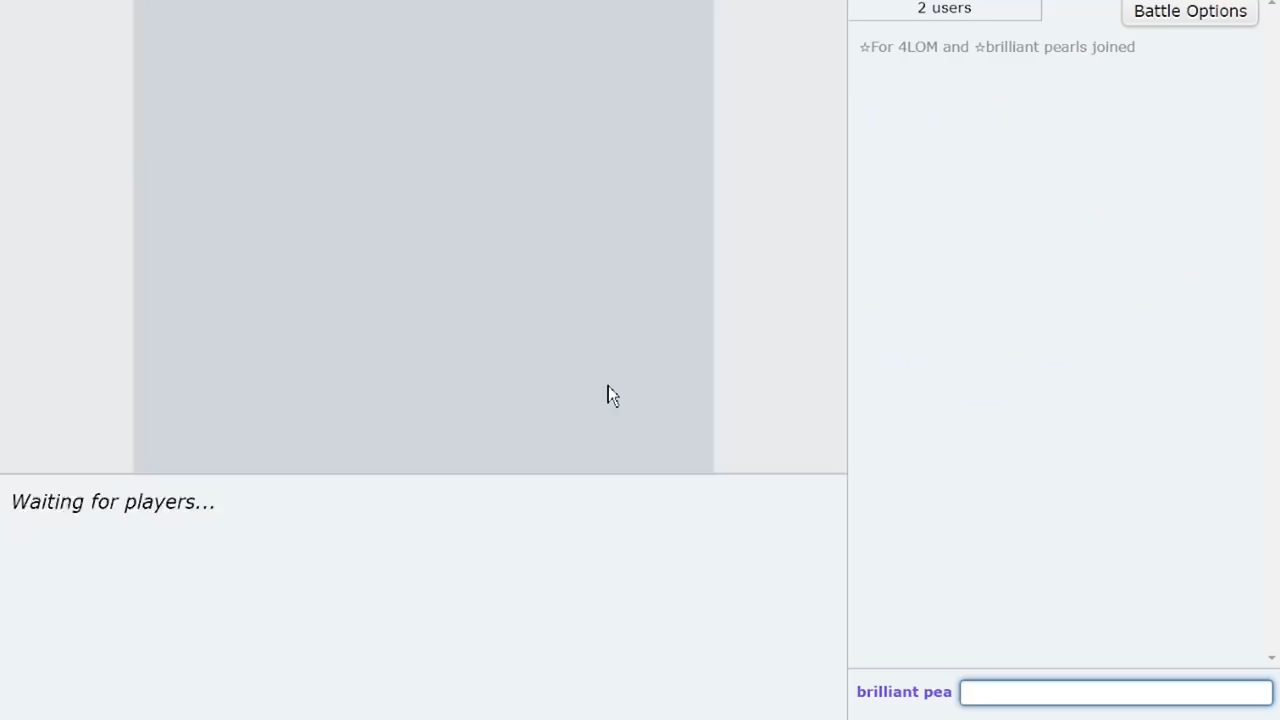 2 users
Battle Options
☆For 4LOM and ☆brilliant pearls joined
Waiting for players...
brilliant pea